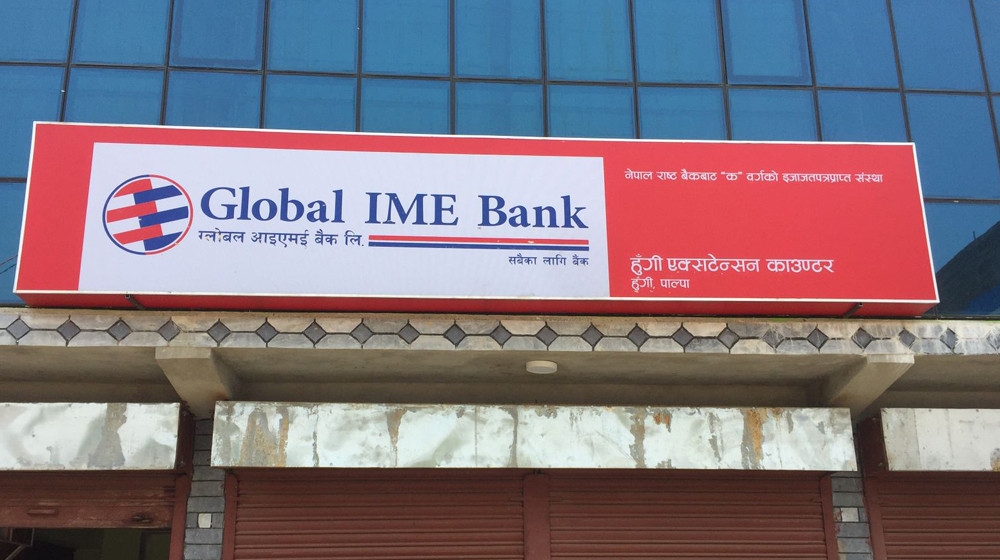 Global IME Bank
ग्लोबल आइएमई बैंक लि.
सबैका लागि बैंक
नेपाल राष्ट बैंकबाट "क" वर्गको इजाजतपत्रप्राप्त संस्था
हुँगी एक्सटेन्सन काउण्टर
हुँगी, पाल्पा